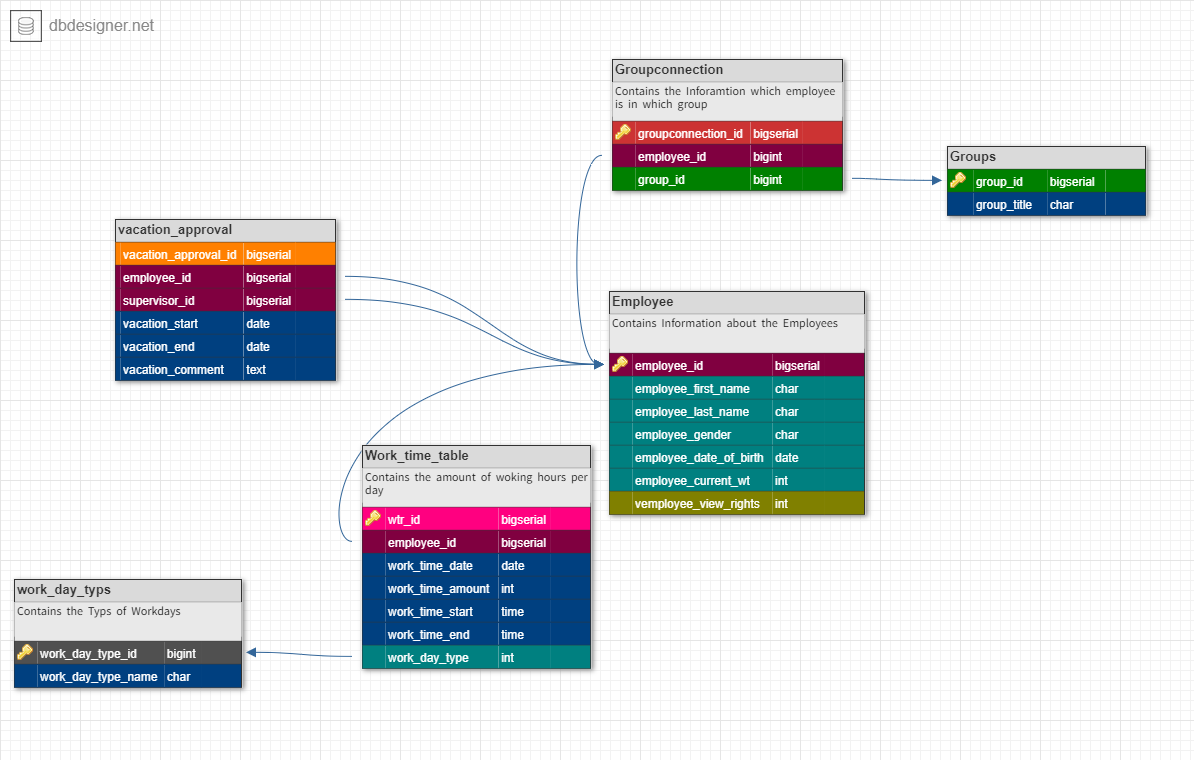 dbdesigner.net
Groupconnection
Contains the Inforamtion which employee
is in which group
groupconnection_id bigserial
employee_id bigint
group_id bigint
Groups
group_id bigserial
group_title char
vacation_approval
vacation_approval_id bigserial
employee_id bigserial
supervisor_id bigserial
vacation_start date
vacation_end date
vacation_comment text
Employee
Contains Information about the Employees
employee_id bigserial
employee_first_name char
employee_last_name char
employee_gender char
employee_date_of_birth date
employee_current_wt int
vemployee_view_rights int
Work_time_table
Contains the amount of woking hours per
day
wtr_id bigserial
employee_id bigserial
work_time_date date
work_time_amount int
work_time_start time
work_time_end time
work_day_type int
work_day_typs
Contains the Typs of Workdays
work_day_type_id bigint
work_day_type_name char